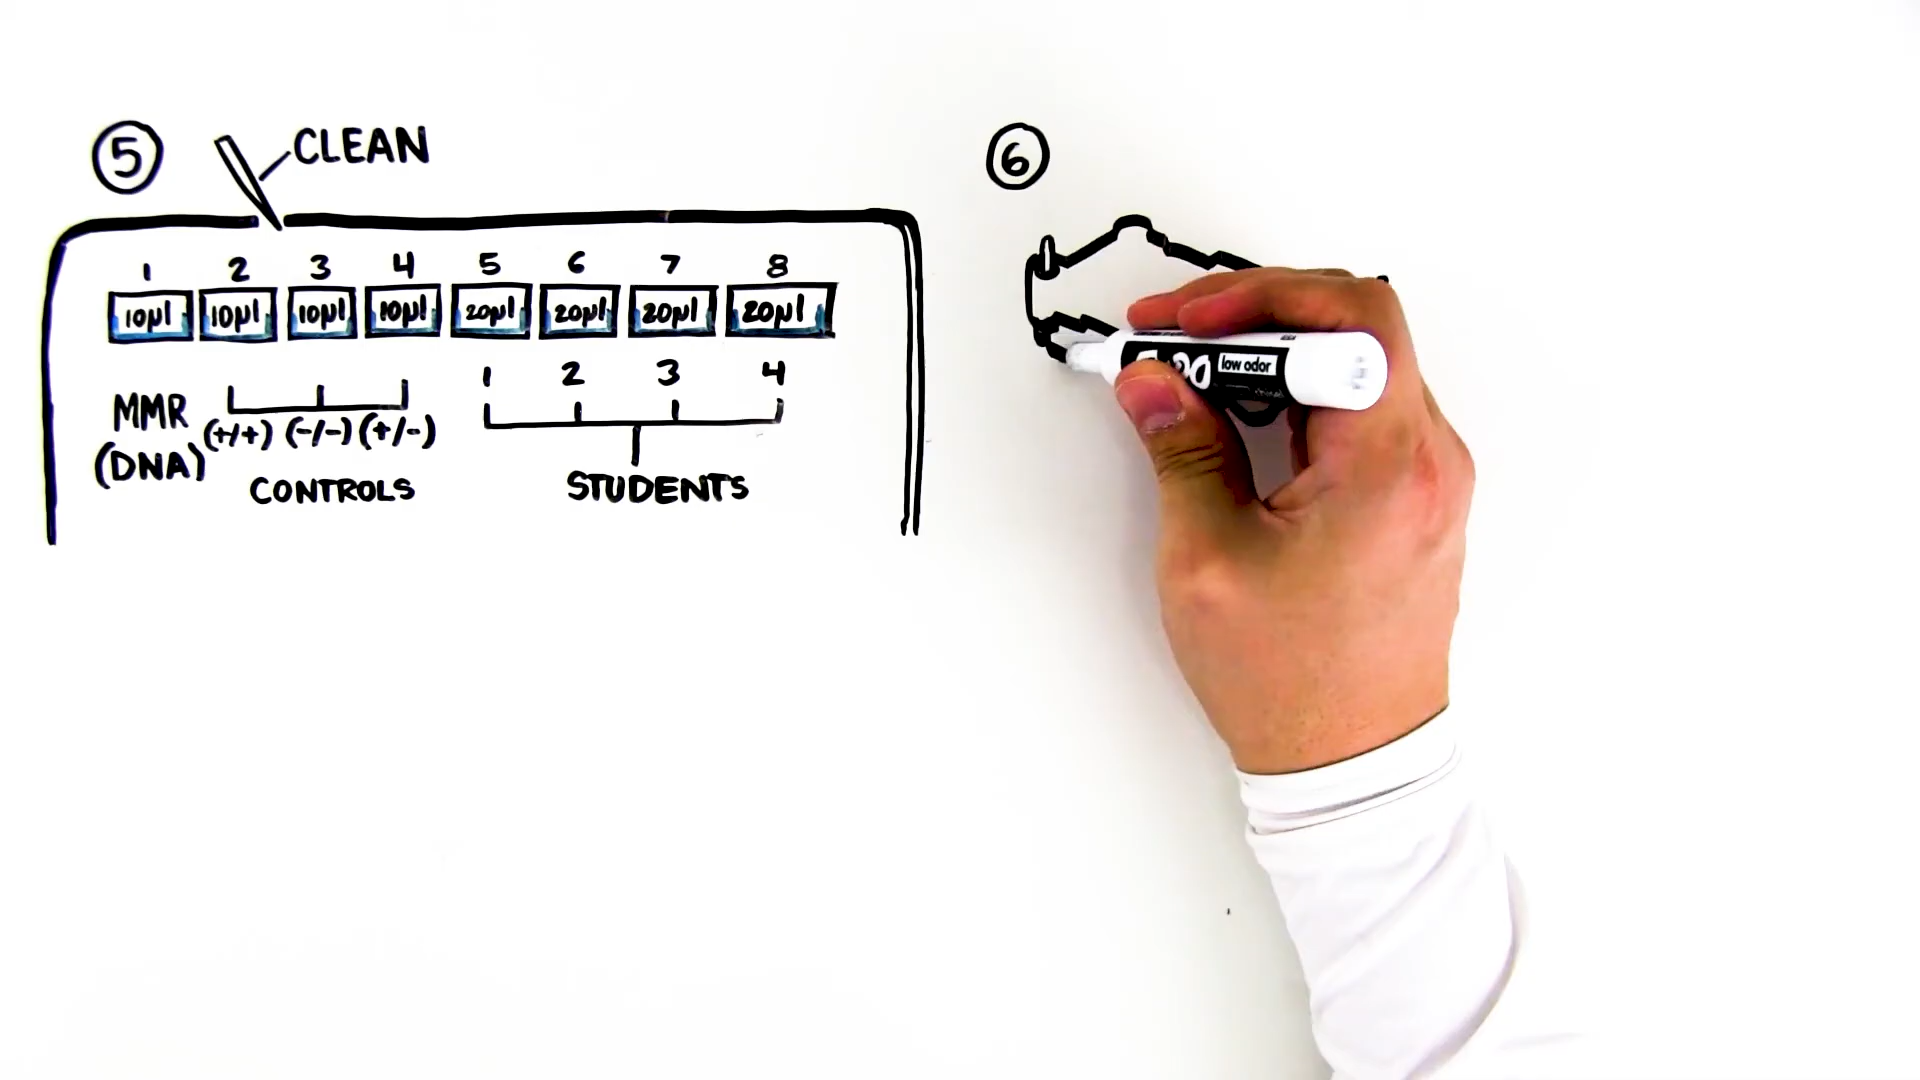 5 CLEAN
1 2 3 4 5 6 7 8
10µl 10µl 10µl 10µl 20µl 20µl 20µl 20µl
1 2 3 4
MMR (+/+) (-/-) (+/-)
(DNA)
CONTROLS
STUDENTS
6
low odor